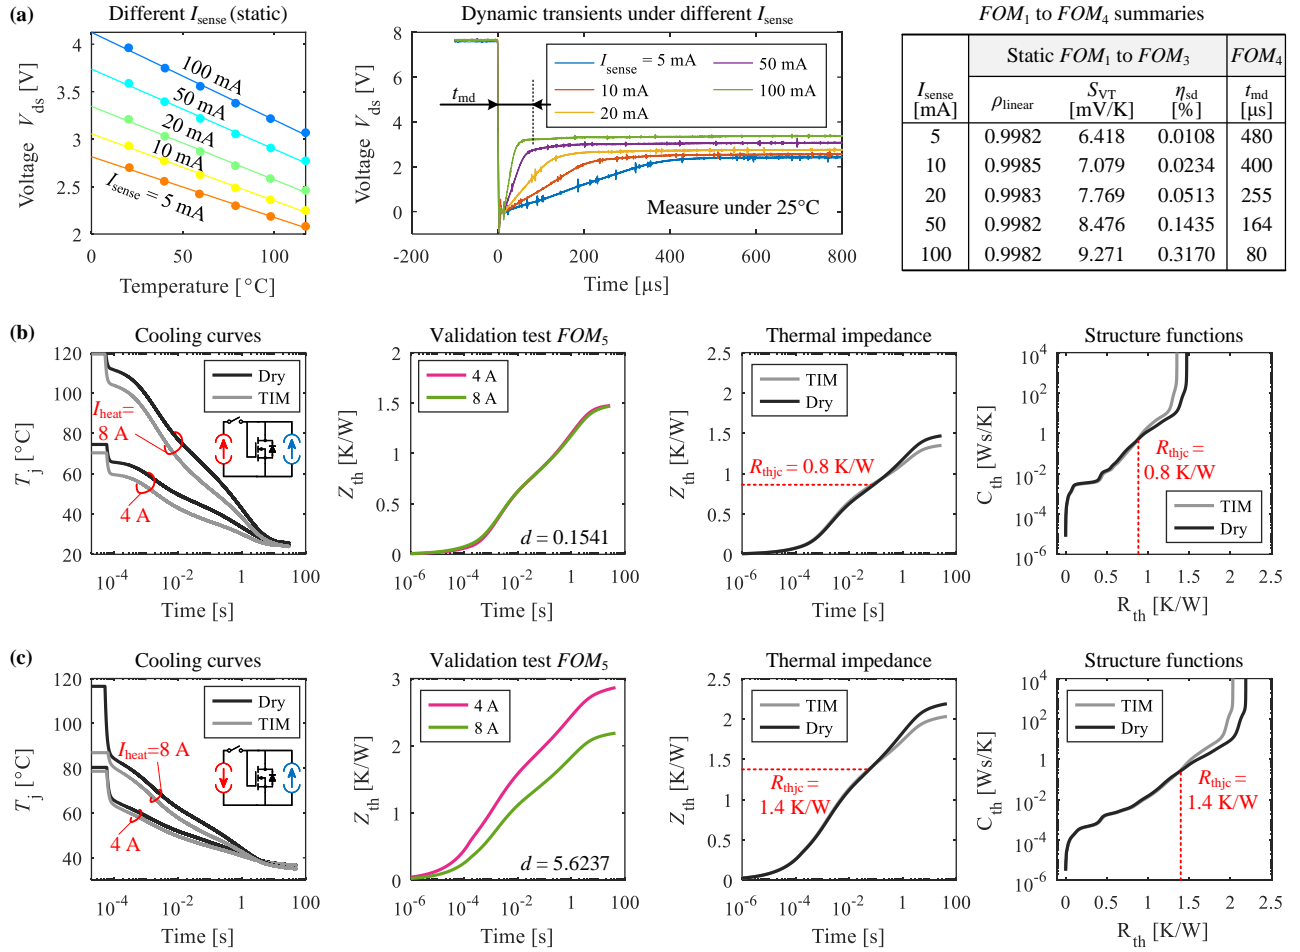 (a)
Different I_sense (static)
Voltage V_ds [V]
4
3.5
3
2.5
2
100 mA
50 mA
20 mA
10 mA
I_sense = 5 mA
0 50 100
Temperature [°C]
Dynamic transients under different I_sense
Voltage V_ds [V]
8
6
4
2
0
t_md
I_sense = 5 mA
10 mA
20 mA
50 mA
100 mA
Measure under 25°C
-200 0 200 400 600 800
Time [µs]
FOM1 to FOM4 summaries
Static FOM1 to FOM3 FOM4
I_sense [mA] ρ_linear S_VT [mV/K] η_sd [%] t_md [µs]
5 0.9982 6.418 0.0108 480
10 0.9985 7.079 0.0234 400
20 0.9983 7.769 0.0513 255
50 0.9982 8.476 0.1435 164
100 0.9982 9.271 0.3170 80
(b)
Cooling curves
T_j [°C]
120
100
80
60
40
20
Dry
TIM
I_heat=
8 A
4 A
10^-4 10^-2 1 100
Time [s]
Validation test FOM5
Z_th [K/W]
2
1.5
1
0.5
0
4 A
8 A
d = 0.1541
10^-6 10^-4 10^-2 1 100
Time [s]
Thermal impedance
Z_th [K/W]
2.5
2
1.5
1
0.5
0
TIM
Dry
R_thjc = 0.8 K/W
10^-6 10^-4 10^-2 1 100
Time [s]
Structure functions
C_th [Ws/K]
10^4
10^2
1
10^-2
10^-4
10^-6
R_thjc =
0.8 K/W
TIM
Dry
0 0.5 1 1.5 2 2.5
R_th [K/W]
(c)
Cooling curves
T_j [°C]
120
100
80
60
40
Dry
TIM
I_heat=8 A
4 A
10^-4 10^-2 1 100
Time [s]
Validation test FOM5
Z_th [K/W]
3
2
1
0
4 A
8 A
d = 5.6237
10^-6 10^-4 10^-2 1 100
Time [s]
Thermal impedance
Z_th [K/W]
2.5
2
1.5
1
0.5
0
TIM
Dry
R_thjc =
1.4 K/W
10^-6 10^-4 10^-2 1 100
Time [s]
Structure functions
C_th [Ws/K]
10^4
10^2
1
10^-2
10^-4
10^-6
TIM
Dry
R_thjc =
1.4 K/W
0 0.5 1 1.5 2 2.5
R_th [K/W]